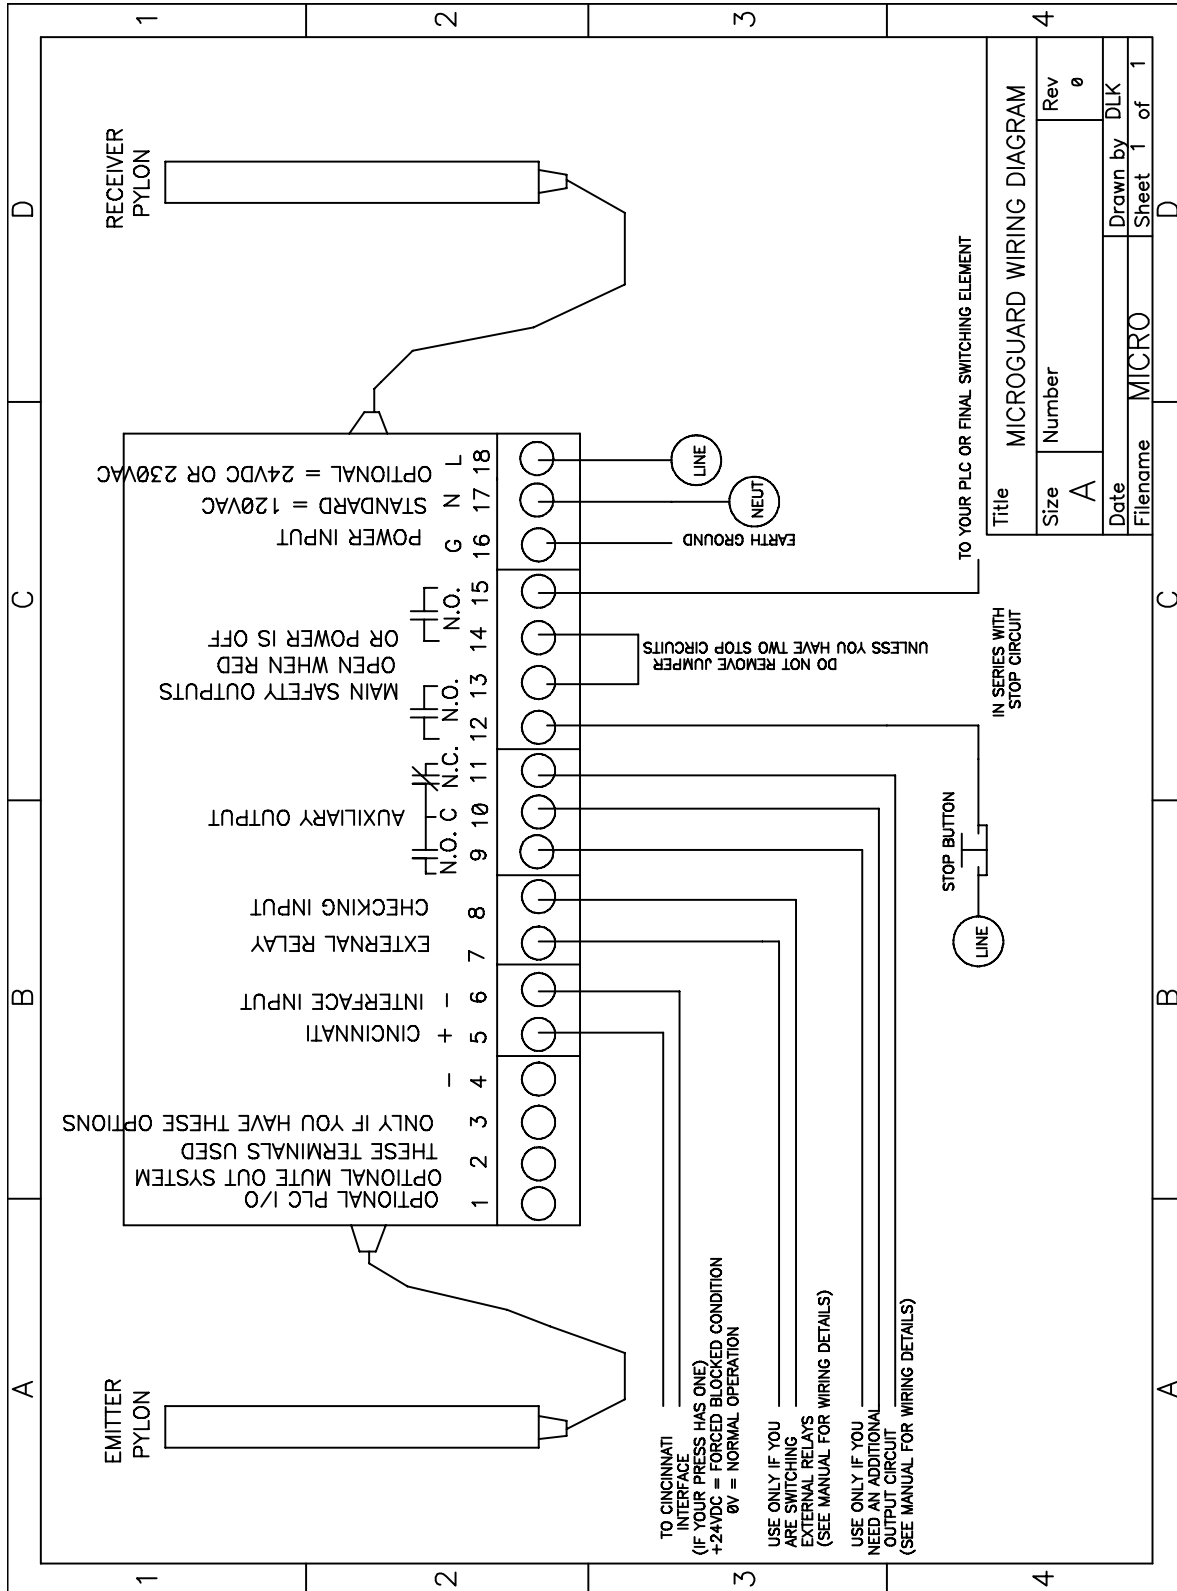 A
B
C
D
1
2
3
4
EMITTER
PYLON
RECEIVER
PYLON
OPTIONAL PLC I/O
OPTIONAL MUTE OUT SYSTEM
THESE TERMINALS USED
ONLY IF YOU HAVE THESE OPTIONS
CINCINNATI
INTERFACE INPUT
EXTERNAL RELAY
CHECKING INPUT
AUXILIARY OUTPUT
MAIN SAFETY OUTPUTS
OPEN WHEN RED
OR POWER IS OFF
POWER INPUT
STANDARD = 120VAC
OPTIONAL = 24VDC OR 230VAC
- + - N.O. C N.C. N.O. N.O. G N L
1 2 3 4 5 6 7 8 9 10 11 12 13 14 15 16 17 18
TO CINCINNATI
INTERFACE
(IF YOUR PRESS HAS ONE)
+24VDC = FORCED BLOCKED CONDITION
0V = NORMAL OPERATION
USE ONLY IF YOU
ARE SWITCHING
EXTERNAL RELAYS
(SEE MANUAL FOR WIRING DETAILS)
USE ONLY IF YOU
NEED AN ADDITIONAL
OUTPUT CIRCUIT
(SEE MANUAL FOR WIRING DETAILS)
DO NOT REMOVE JUMPER
UNLESS YOU HAVE TWO STOP CIRCUITS
EARTH GROUND
NEUT
LINE
LINE
STOP BUTTON
IN SERIES WITH
STOP CIRCUIT
TO YOUR PLC OR FINAL SWITCHING ELEMENT
Title
MICROGUARD WIRING DIAGRAM
Size
A
Number
Rev
0
Date
Drawn by DLK
Filename MICRO
Sheet 1 of 1
1
2
3
4
A
B
C
D